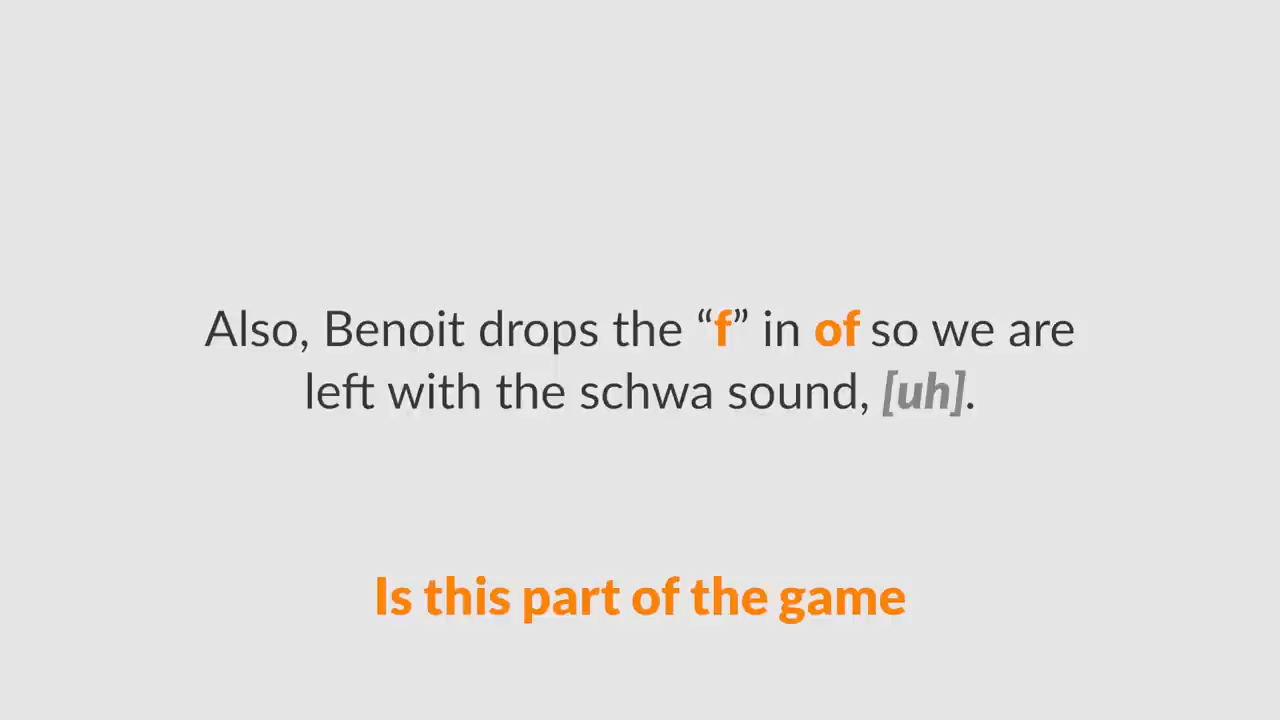 Also, Benoit drops the “f” in of so we are
left with the schwa sound, [uh].
Is this part of the game